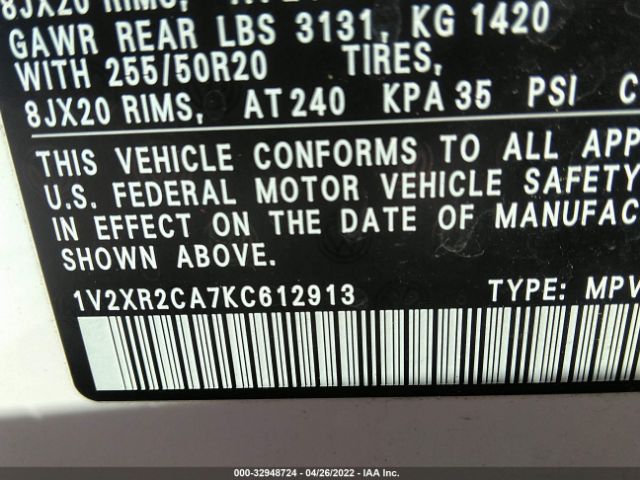 8JX20 RIMS,
GAWR REAR LBS 3131, KG 1420
WITH 255/50R20 TIRES,
8JX20 RIMS, AT 240 KPA 35 PSI C
THIS VEHICLE CONFORMS TO ALL APP
U.S. FEDERAL MOTOR VEHICLE SAFETY
IN EFFECT ON THE DATE OF MANUFAC
SHOWN ABOVE.
1V2XR2CA7KC612913 TYPE: MPV
000-32948724 - 04/26/2022 - IAA Inc.